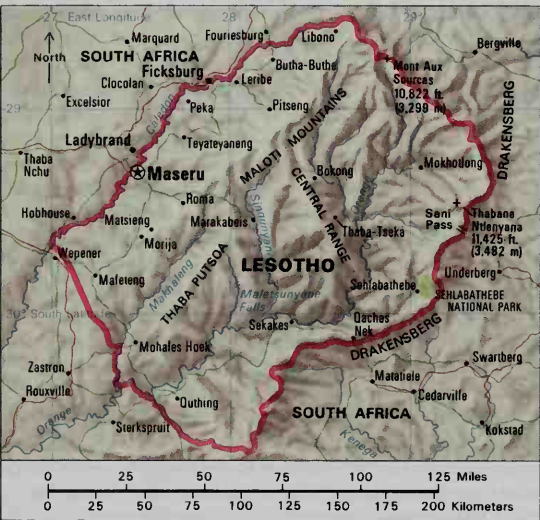 27 East Longitude
28
29
North
Marquard
Fouriesburg
Libono
Bergville
SOUTH AFRICA
Ficksburg
Butha-Buthe
Mont Aux
Sources
10,822 ft.
(3,299 m)
Clocolan
Leribe
29
Excelsior
Peka
Pitseng
Caledon
DRAKENSBERG
MALOTI MOUNTAINS
Ladybrand
Teyateyaneng
Thaba
Nchu
Maseru
Bokong
Mokhotlong
CENTRAL RANGE
Roma
Sani
Pass
Thabana
Ntlenyana
11,425 ft.
(3,482 m)
Hobhouse
Matsieng
Marakabeis
Sinqunyane
Thaba-Tseka
Morija
Wepener
LESOTHO
Underberg
Mafeteng
Makhaleng
THABA PUTSOA
Maletsunyane
Falls
Sehlabathebe
SEHLABATHEBE
NATIONAL PARK
30 South Latitude
Sekakes
Qachas
Nek
DRAKENSBERG
Mohales Hoek
Swartberg
Zastron
Matatiele
Rouxville
Quthing
Cedarville
SOUTH AFRICA
Orange
Sterkspruit
Kenega
Kokstad
0 25 50 75 100 125 Miles
0 25 50 75 100 125 150 175 200 Kilometers